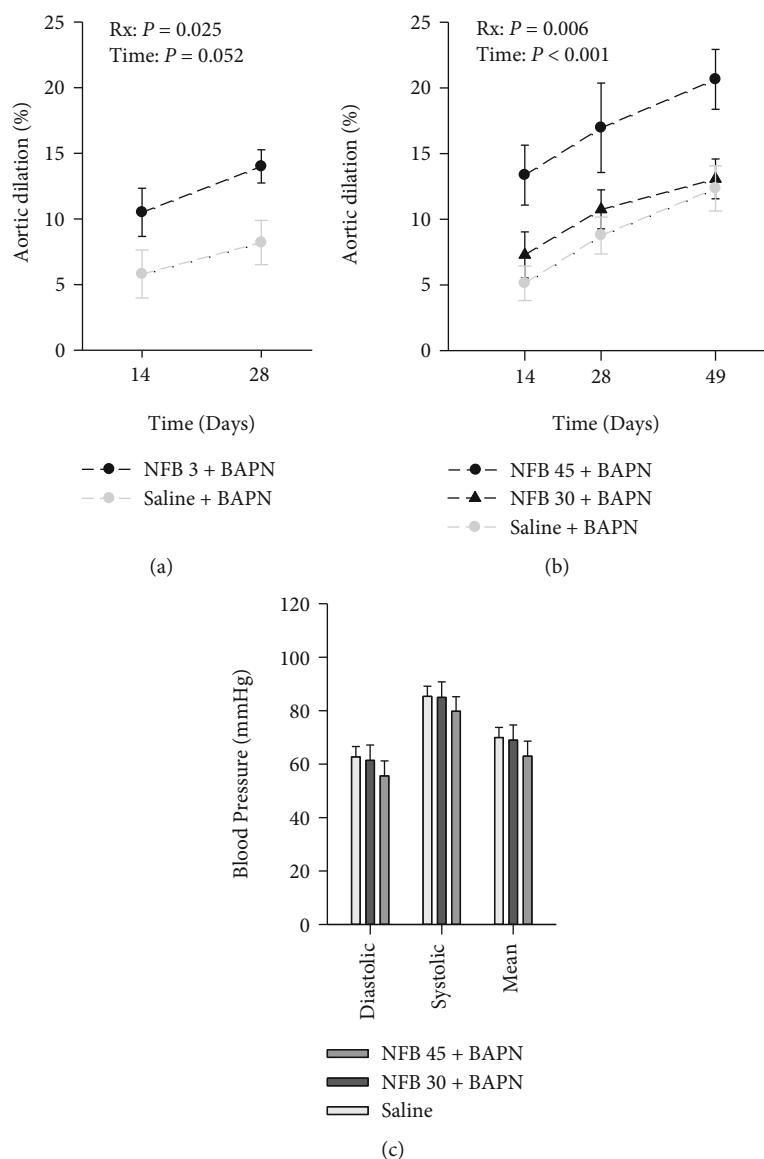 Rx: P = 0.025
Time: P = 0.052
Aortic dilation (%)
25
20
15
10
5
0
14
28
Time (Days)
NFB 3 + BAPN
Saline + BAPN
(a)
Rx: P = 0.006
Time: P < 0.001
Aortic dilation (%)
25
20
15
10
5
0
14
28
49
Time (Days)
NFB 45 + BAPN
NFB 30 + BAPN
Saline + BAPN
(b)
Blood Pressure (mmHg)
120
100
80
60
40
20
0
Diastolic
Systolic
Mean
NFB 45 + BAPN
NFB 30 + BAPN
Saline
(c)